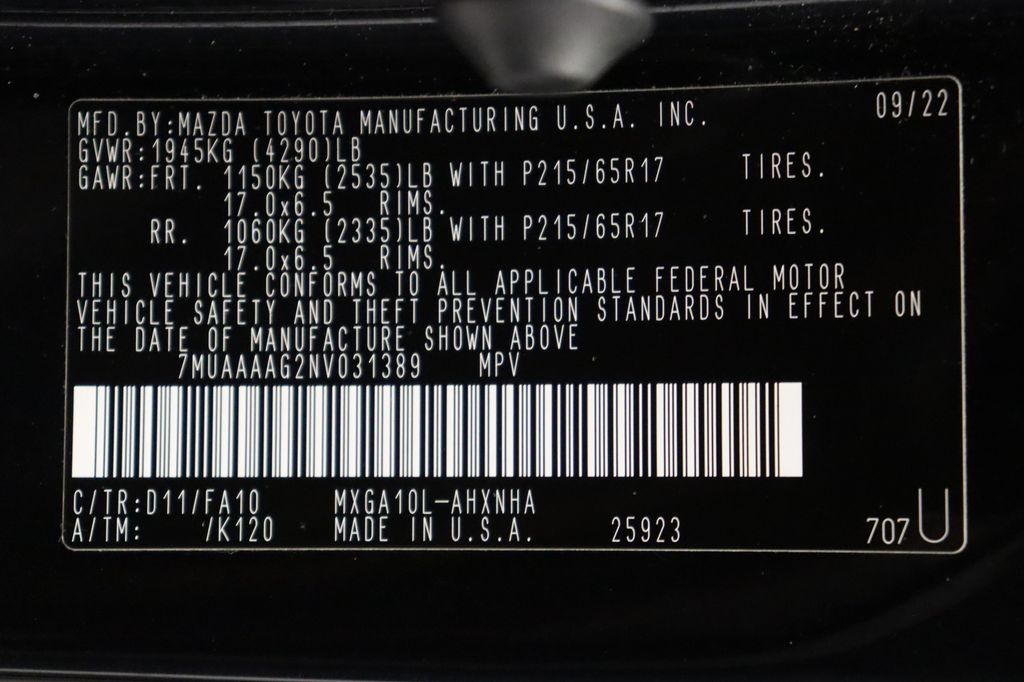 MFD.BY:MAZDA TOYOTA MANUFACTURING U.S.A. INC. 09/22
GVWR:1945KG (4290)LB
GAWR:FRT. 1150KG (2535)LB WITH P215/65R17 TIRES.
17.0x6.5 RIMS.
RR. 1060KG (2335)LB WITH P215/65R17 TIRES.
17.0x6.5 RIMS.
THIS VEHICLE CONFORMS TO ALL APPLICABLE FEDERAL MOTOR
VEHICLE SAFETY AND THEFT PREVENTION STANDARDS IN EFFECT ON
THE DATE OF MANUFACTURE SHOWN ABOVE
7MUAAAAG2NV031389 MPV
C/TR:D11/FA10 MXGA10L-AHXNHA
A/TM: /K120 MADE IN U.S.A. 25923 707 U